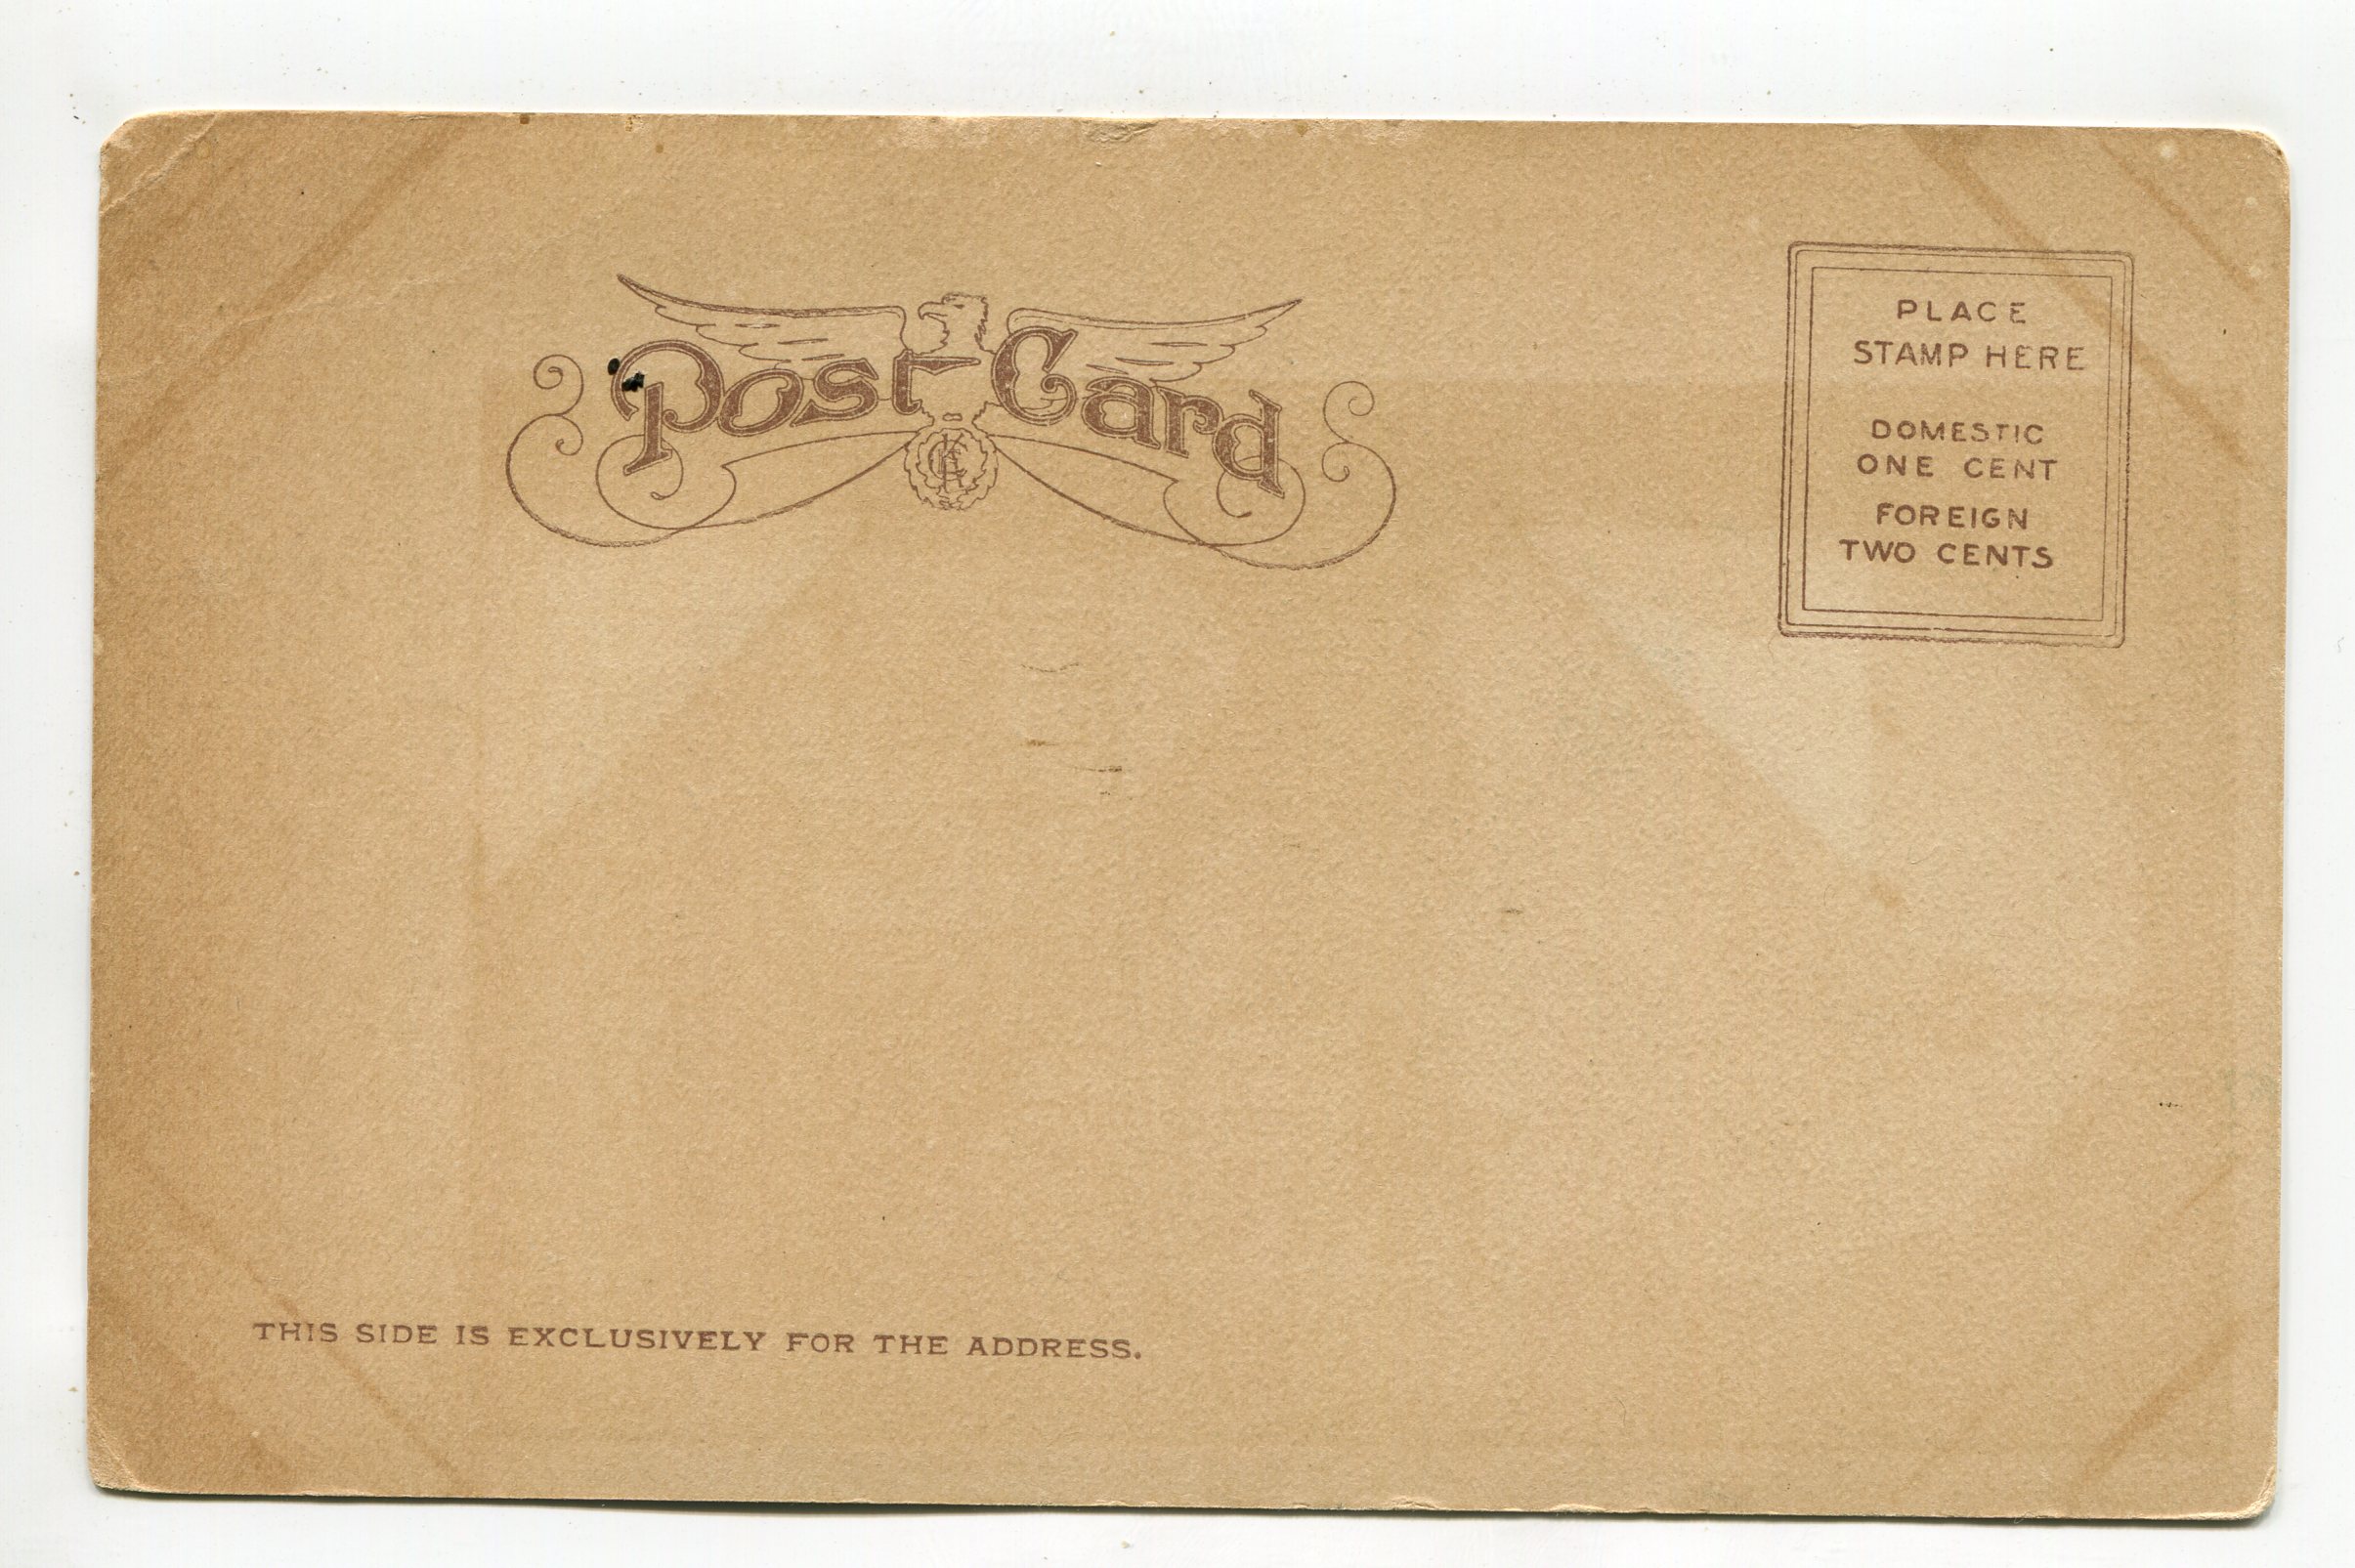 Post Card
PLACE
STAMP HERE
DOMESTIC
ONE CENT
FOREIGN
TWO CENTS
THIS SIDE IS EXCLUSIVELY FOR THE ADDRESS.